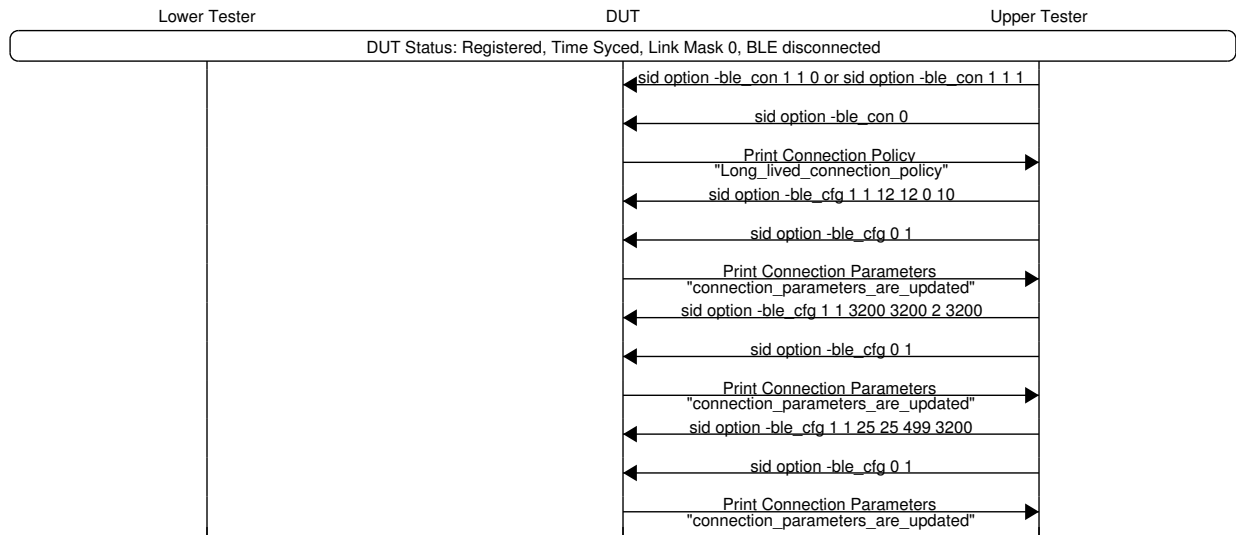 Lower Tester DUT Upper Tester
DUT Status: Registered, Time Syced, Link Mask 0, BLE disconnected
sid option -ble_con 1 1 0 or sid option -ble_con 1 1 1
sid option -ble_con 0
Print Connection Policy
"Long_lived_connection_policy"
sid option -ble_cfg 1 1 12 12 0 10
sid option -ble_cfg 0 1
Print Connection Parameters
"connection_parameters_are_updated"
sid option -ble_cfg 1 1 3200 3200 2 3200
sid option -ble_cfg 0 1
Print Connection Parameters
"connection_parameters_are_updated"
sid option -ble_cfg 1 1 25 25 499 3200
sid option -ble_cfg 0 1
Print Connection Parameters
"connection_parameters_are_updated"